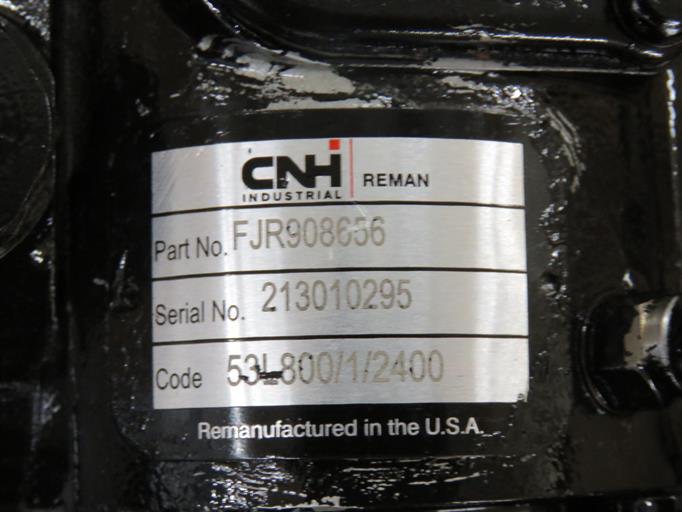 CNH | REMAN
INDUSTRIAL
Part No. FJR908656
Serial No. 213010295
Code 53L800/1/2400
Remanufactured in the U.S.A.